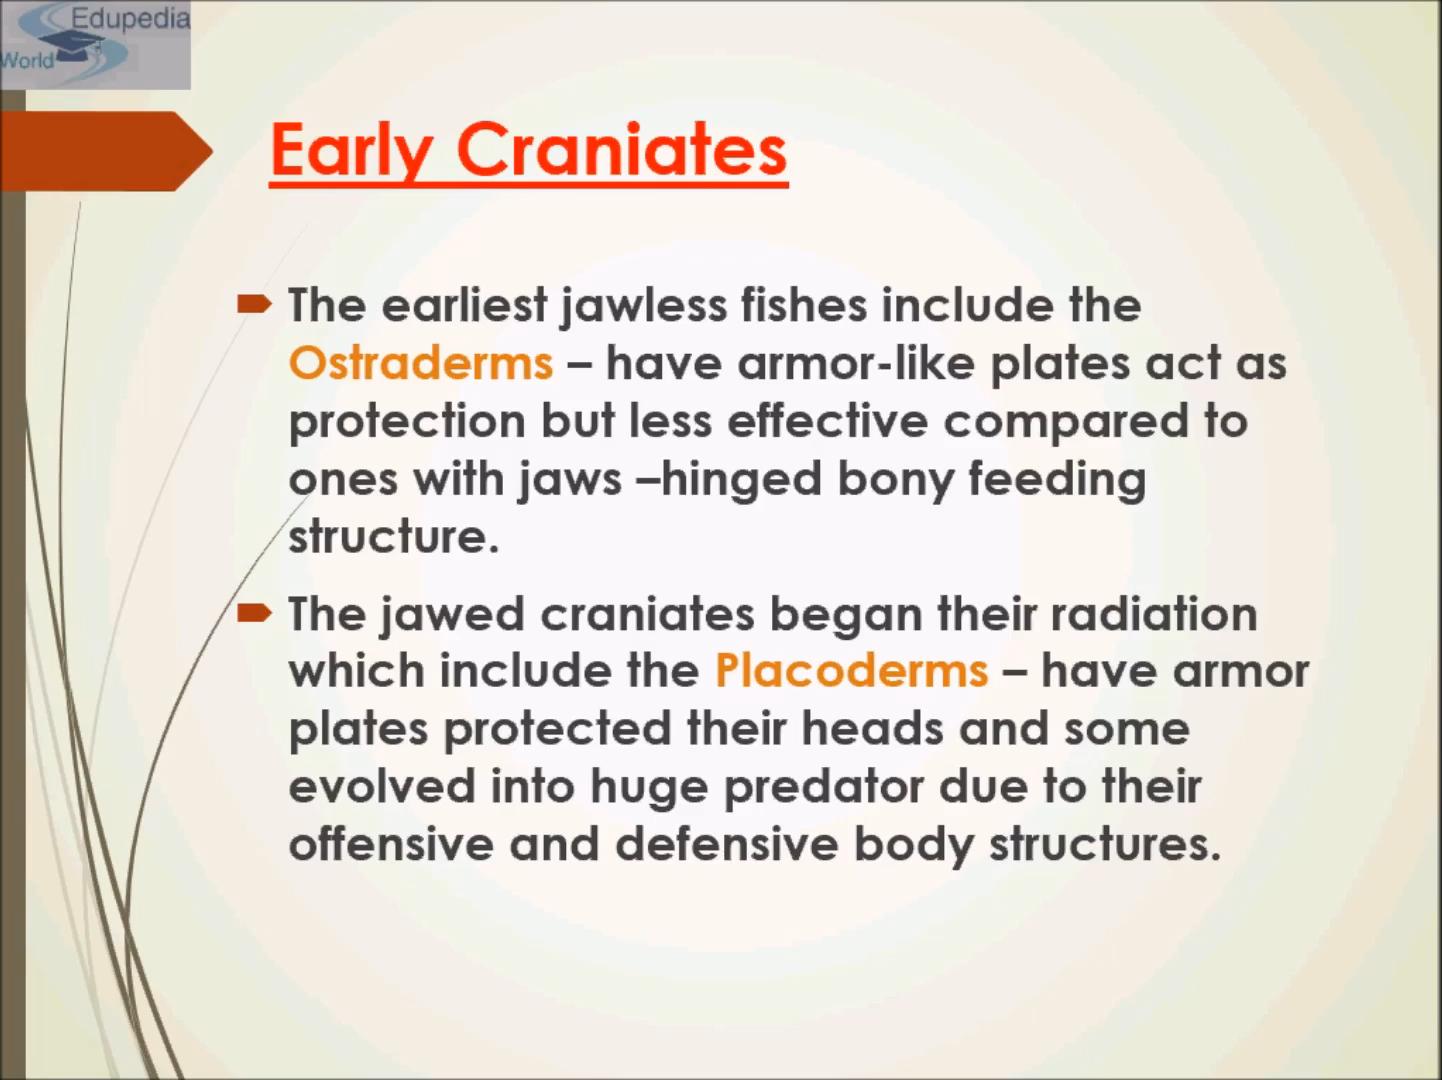 Edupedia
World
Early Craniates
The earliest jawless fishes include the
Ostraderms – have armor-like plates act as
protection but less effective compared to
ones with jaws –hinged bony feeding
structure.
The jawed craniates began their radiation
which include the Placoderms – have armor
plates protected their heads and some
evolved into huge predator due to their
offensive and defensive body structures.